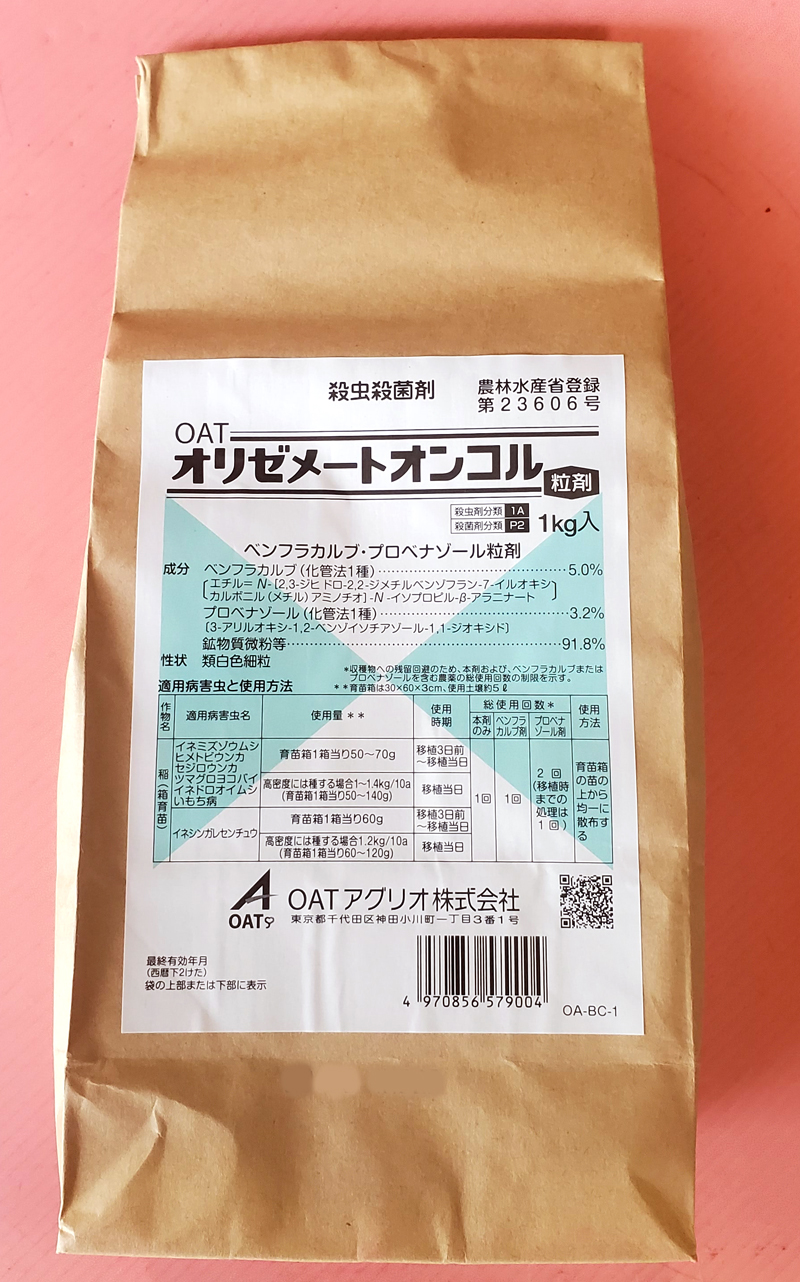 殺虫殺菌剤
農林水産省登録
第23606号
OAT
オリゼメートオンコル
粒剤
殺虫剤分類 1A
殺菌剤分類 P2
1kg入
ベンフラカルブ・プロベナゾール粒剤
成分 ベンフラカルブ(化管法1種)…………………5.0%
エチル＝N-〔2,3-ジヒドロ-2,2-ジメチルベンゾフラン-7-イルオキシ
カルボニル(メチル)アミノチオ〕-N-イソプロピル-β-アラニナート
プロベナゾール(化管法1種)…………………3.2%
〔3-アリルオキシ-1,2-ベンゾイソチアゾール-1,1-ジオキシド〕
鉱物質微粉等…………………91.8%
性状 類白色細粒
＊収穫物への残留回避のため、本剤および、ベンフラカルブまたは
プロベナゾールを含む農薬の総使用回数の制限を示す。
＊＊育苗箱は30×60×3cm、使用土壌約5ℓ
適用病害虫と使用方法
作物名 適用病害虫名 使用量＊＊ 使用時期 総使用回数＊ 使用方法
本剤のみ ベンフラカルブ剤 プロベナゾール剤
稲(箱育苗)
イネミズゾウムシ
ヒメトビウンカ
セジロウンカ
ツマグロヨコバイ
イネドロオイムシ
いもち病
育苗箱1箱当り50〜70g
移植3日前
〜移植当日
高密度には種する場合1〜1.4kg/10a
(育苗箱1箱当り50〜140g)
移植当日
イネシンガレセンチュウ
育苗箱1箱当り60g
移植3日前
〜移植当日
高密度には種する場合1.2kg/10a
(育苗箱1箱当り60〜120g)
移植当日
1回
1回
2回
(移植時
までの
処理は
1回)
育苗箱
の苗の
上から
均一に
散布す
る
OAT
OATアグリオ株式会社
東京都千代田区神田小川町一丁目3番1号
最終有効年月
(西暦下2けた)
袋の上部または下部に表示
4 970856 579004
OA-BC-1